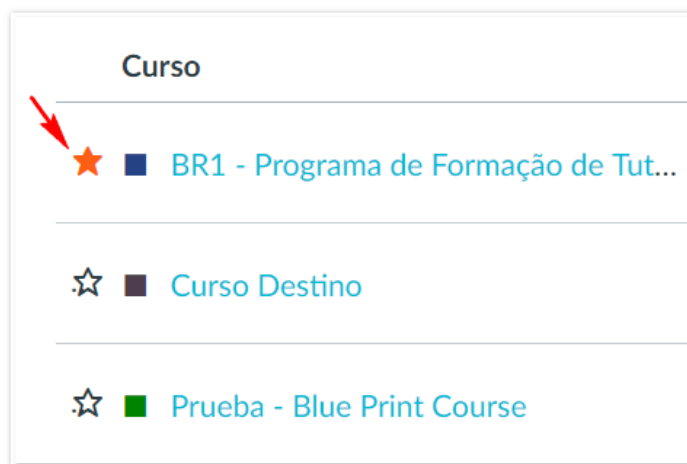 Curso
BR1 - Programa de Formação de Tut...
Curso Destino
Prueba - Blue Print Course